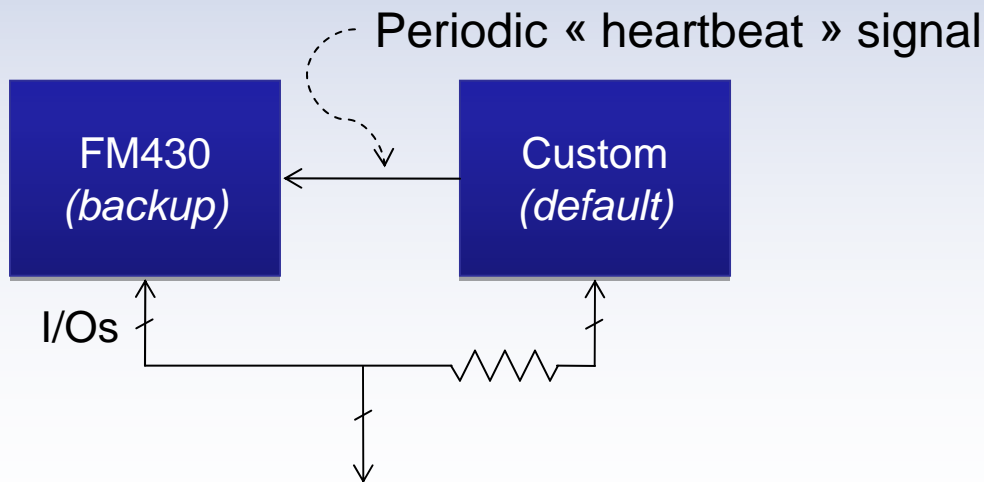 Periodic « heartbeat » signal
FM430
(backup)
Custom
(default)
I/Os